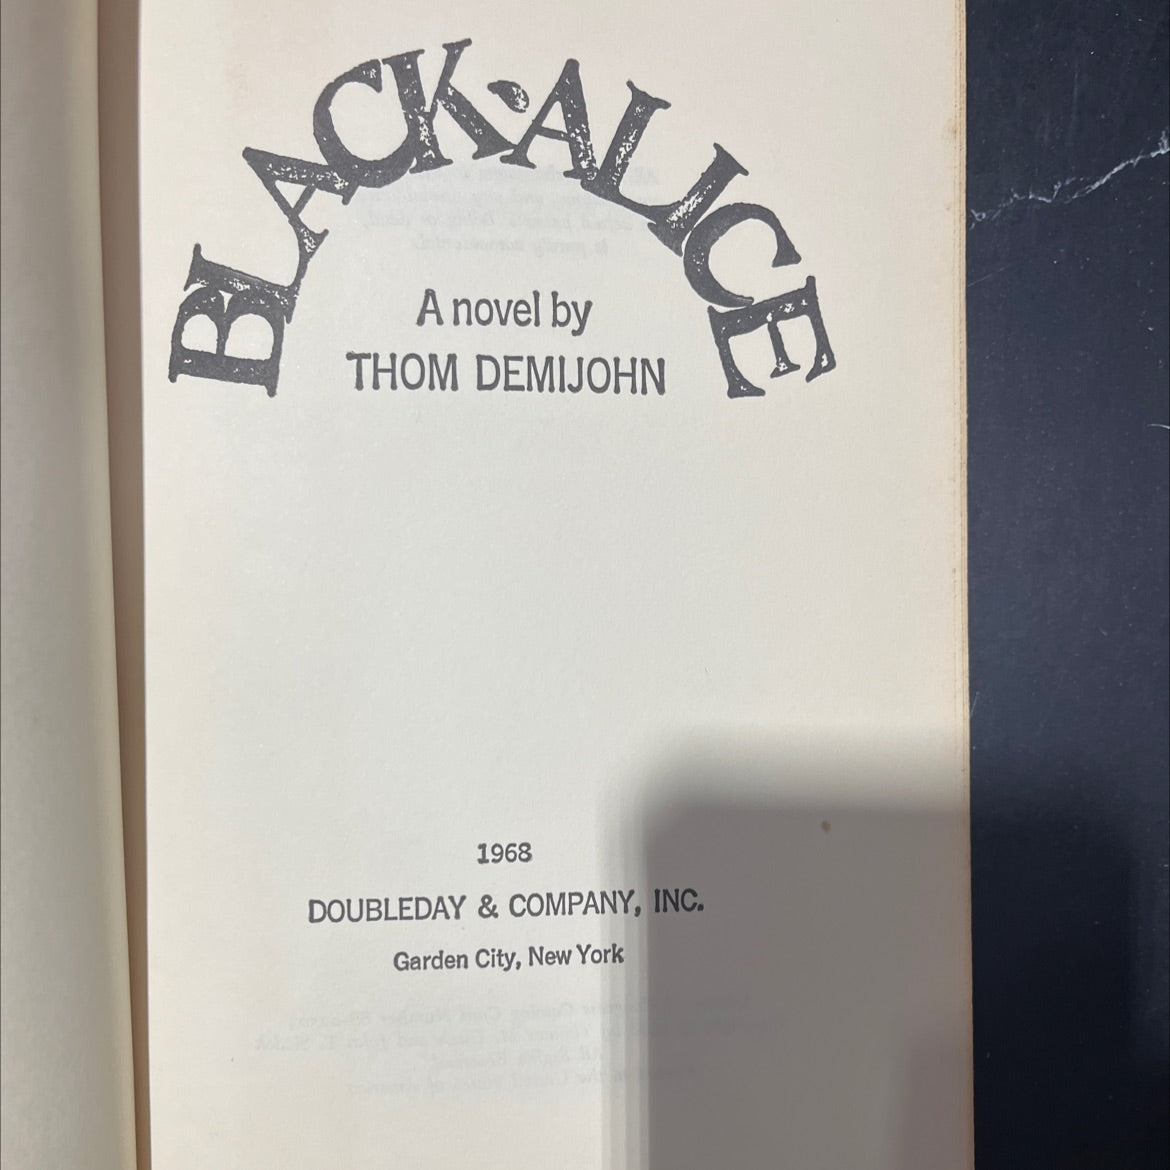 BLACK·ALICE
A novel by
THOM DEMIJOHN
1968
DOUBLEDAY & COMPANY, INC.
Garden City, New York